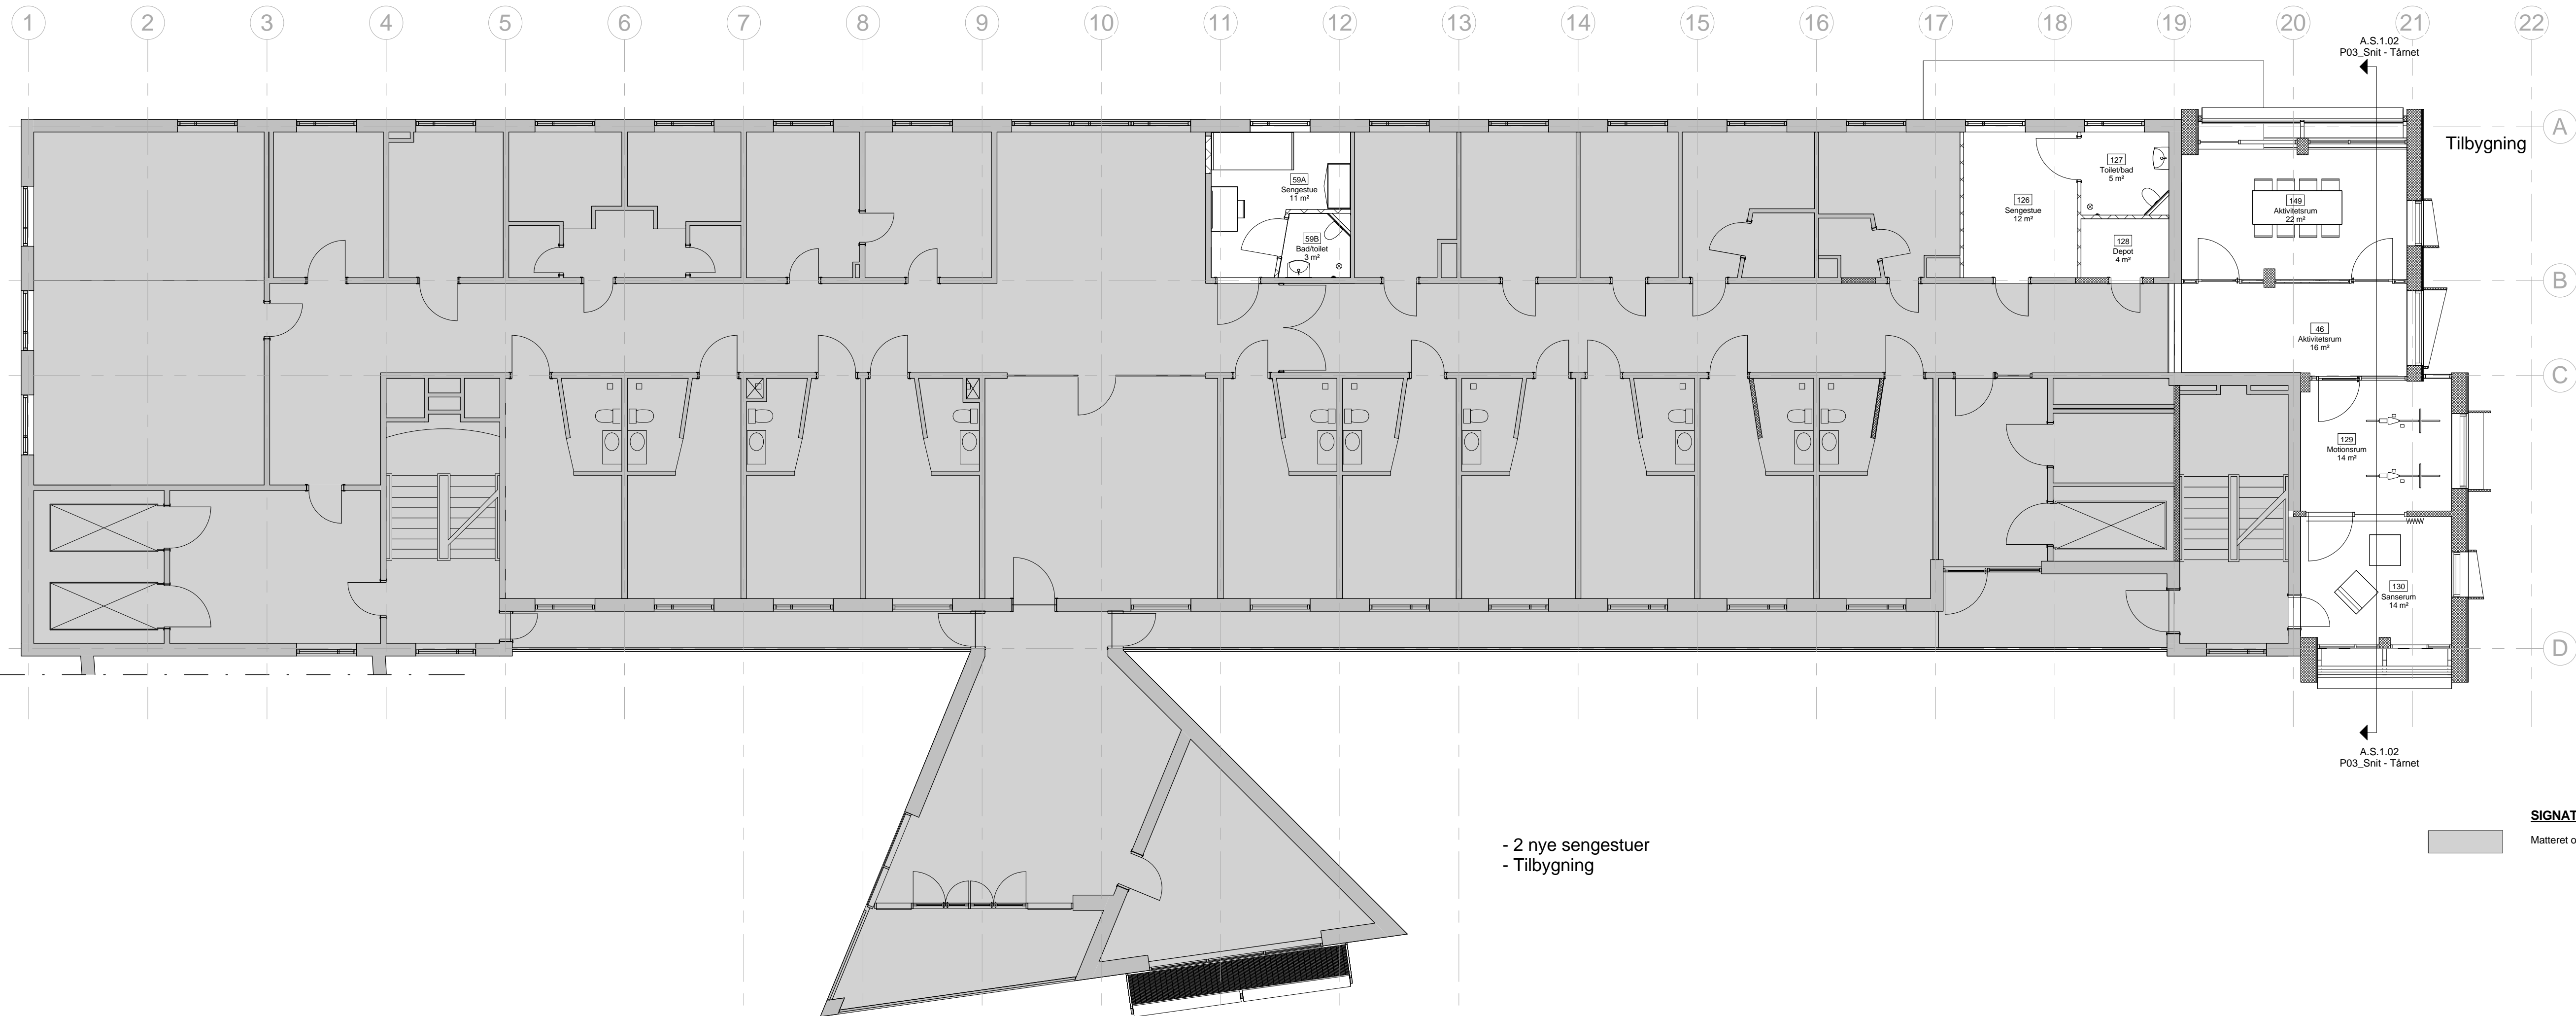 1 2 3 4 5 6 7 8 9 10 11 12 13 14 15 16 17 18 19 20 21 22
A.S.1.02
P03_Snit - Tårnet
A
Tilbygning
59A
Sengestue
11 m²
59B
Bad/toilet
3 m²
126
Sengestue
12 m²
127
Toilet/bad
5 m²
128
Depot
4 m²
149
Aktivitetsrum
22 m²
B
46
Aktivitetsrum
16 m²
C
129
Motionsrum
14 m²
130
Sanserum
14 m²
D
A.S.1.02
P03_Snit - Tårnet
- 2 nye sengestuer
- Tilbygning
SIGNAT
Matteret o